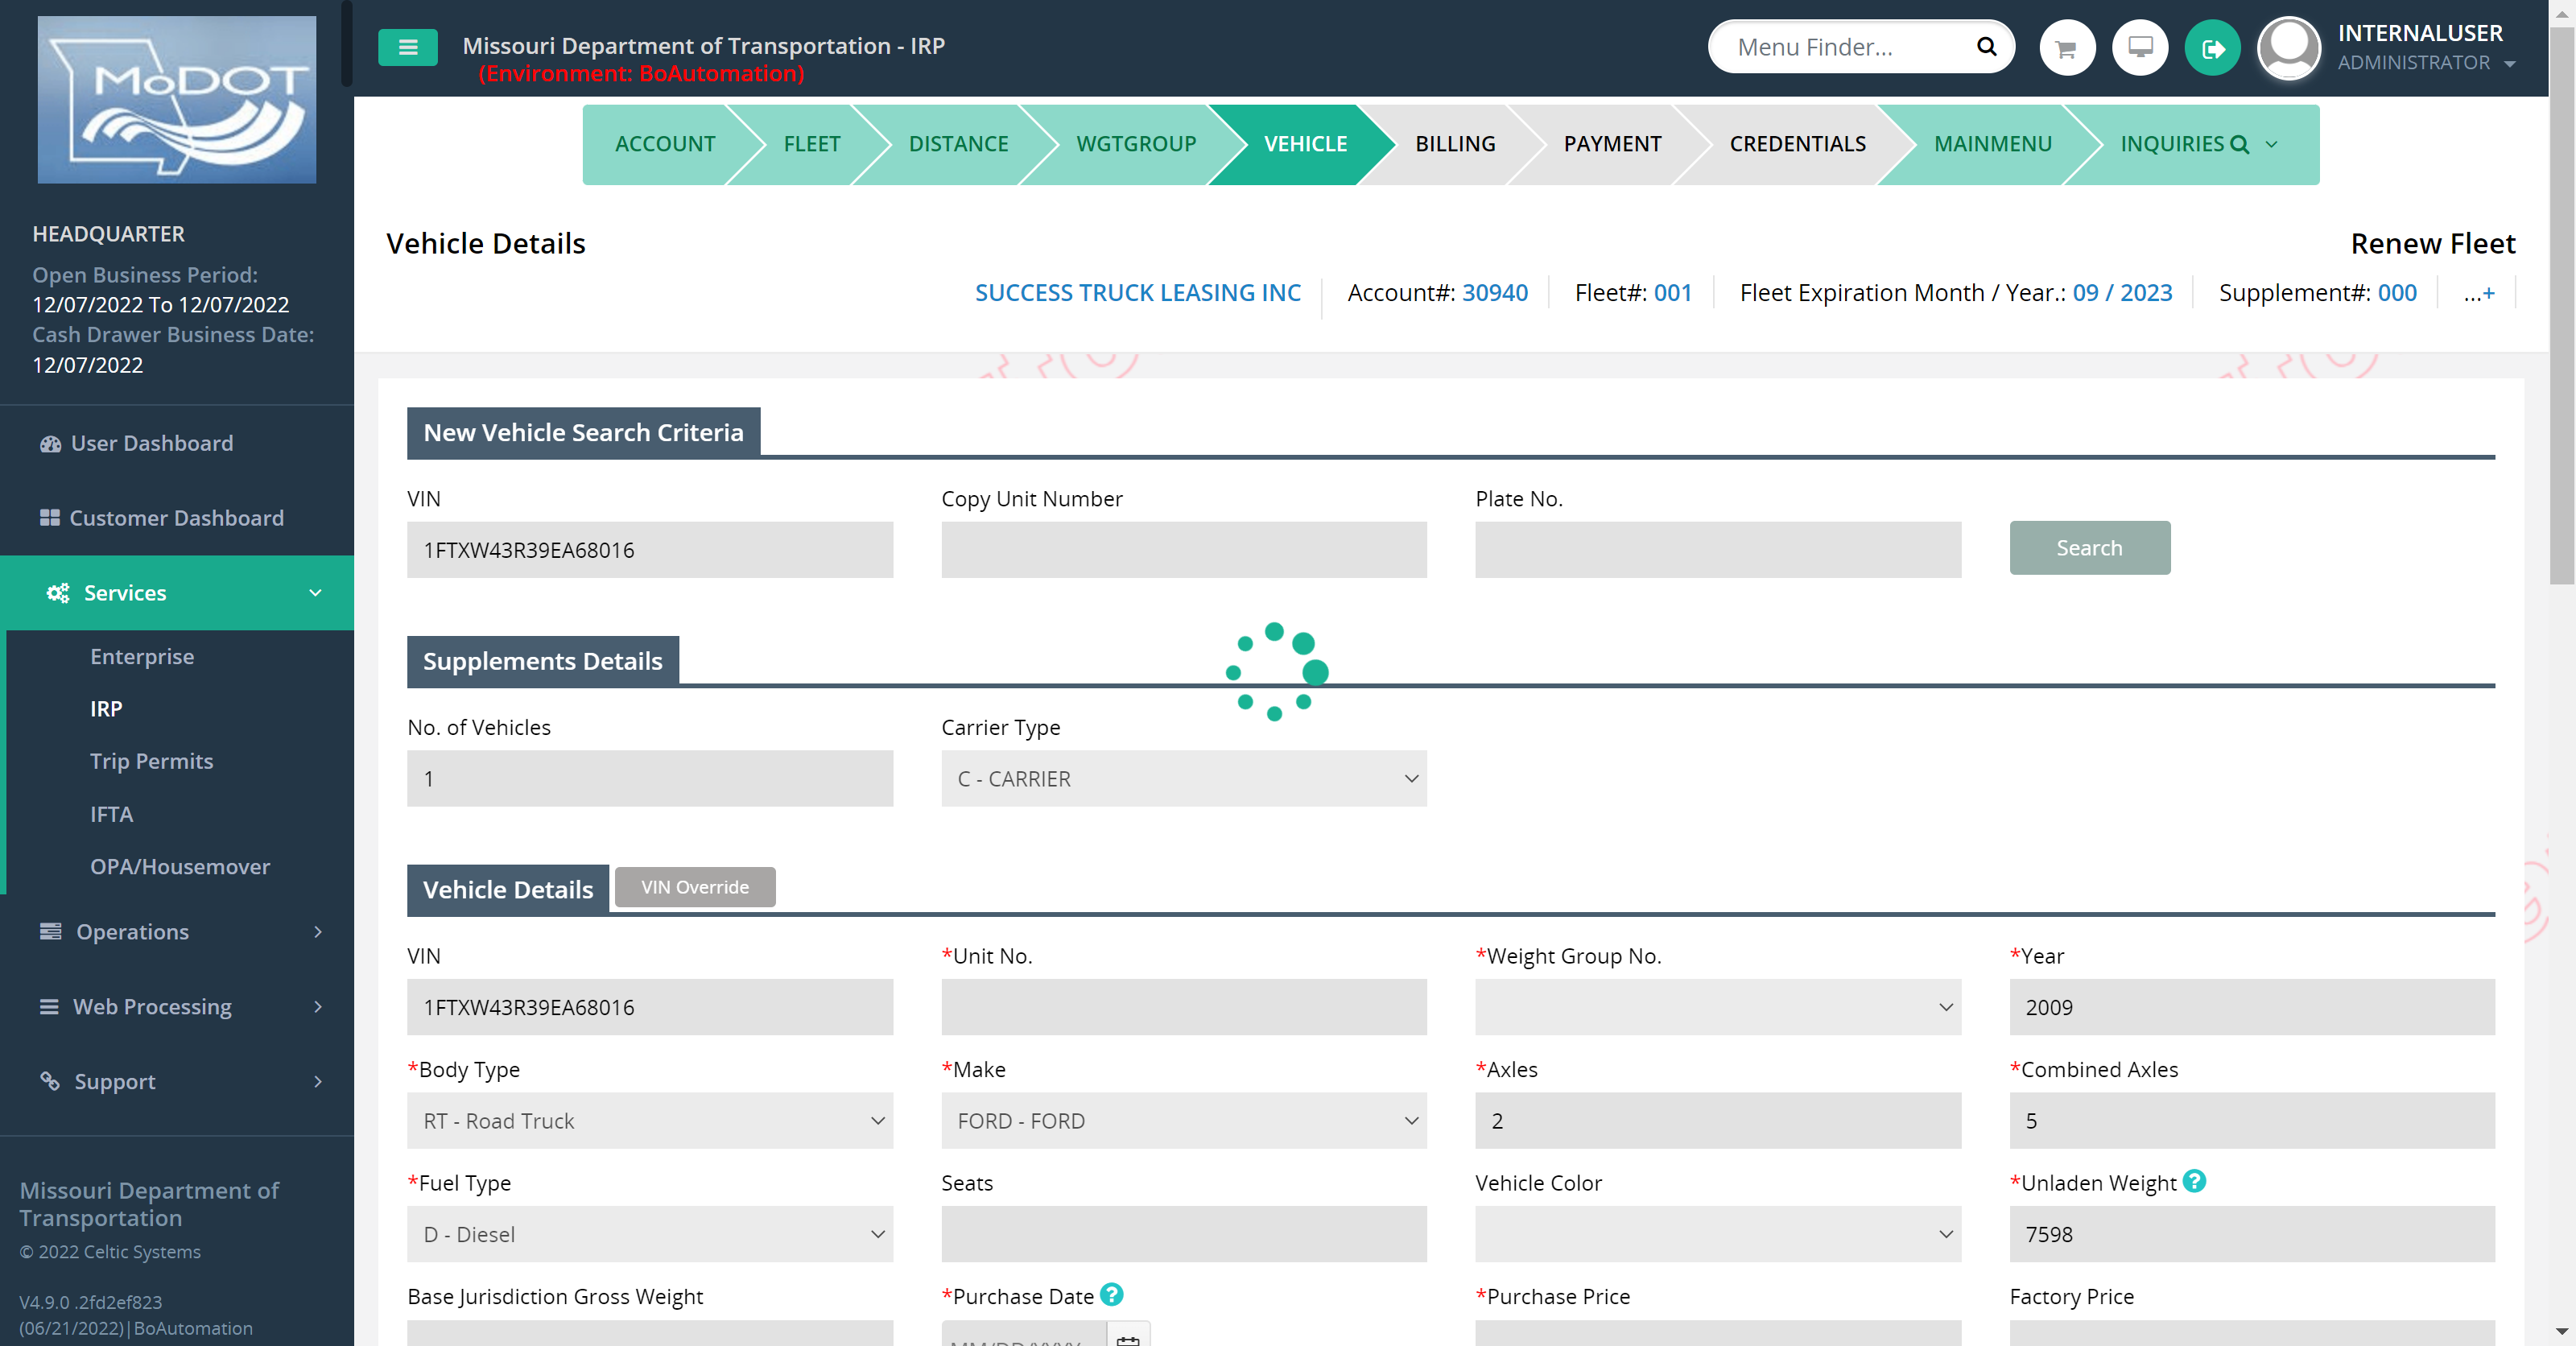 MoDOT
Missouri Department of Transportation - IRP
(Environment: BoAutomation)
Menu Finder...
INTERNALUSER
ADMINISTRATOR
ACCOUNT
FLEET
DISTANCE
WGTGROUP
VEHICLE
BILLING
PAYMENT
CREDENTIALS
MAINMENU
INQUIRIES
HEADQUARTER
Open Business Period:
12/07/2022 To 12/07/2022
Cash Drawer Business Date:
12/07/2022
User Dashboard
Customer Dashboard
Services
Enterprise
IRP
Trip Permits
IFTA
OPA/Housemover
Operations
Web Processing
Support
Missouri Department of
Transportation
© 2022 Celtic Systems
V4.9.0 .2fd2ef823
(06/21/2022)|BoAutomation
Vehicle Details
Renew Fleet
SUCCESS TRUCK LEASING INC Account#: 30940 Fleet#: 001 Fleet Expiration Month / Year.: 09 / 2023 Supplement#: 000 ...+
New Vehicle Search Criteria
VIN Copy Unit Number Plate No.
1FTXW43R39EA68016 Search
Supplements Details
No. of Vehicles Carrier Type
1 C - CARRIER
Vehicle Details VIN Override
VIN *Unit No. *Weight Group No. *Year
1FTXW43R39EA68016 2009
*Body Type *Make *Axles *Combined Axles
RT - Road Truck FORD - FORD 2 5
*Fuel Type Seats Vehicle Color *Unladen Weight ?
D - Diesel 7598
Base Jurisdiction Gross Weight *Purchase Date ? *Purchase Price Factory Price
MM/DD/YYYY